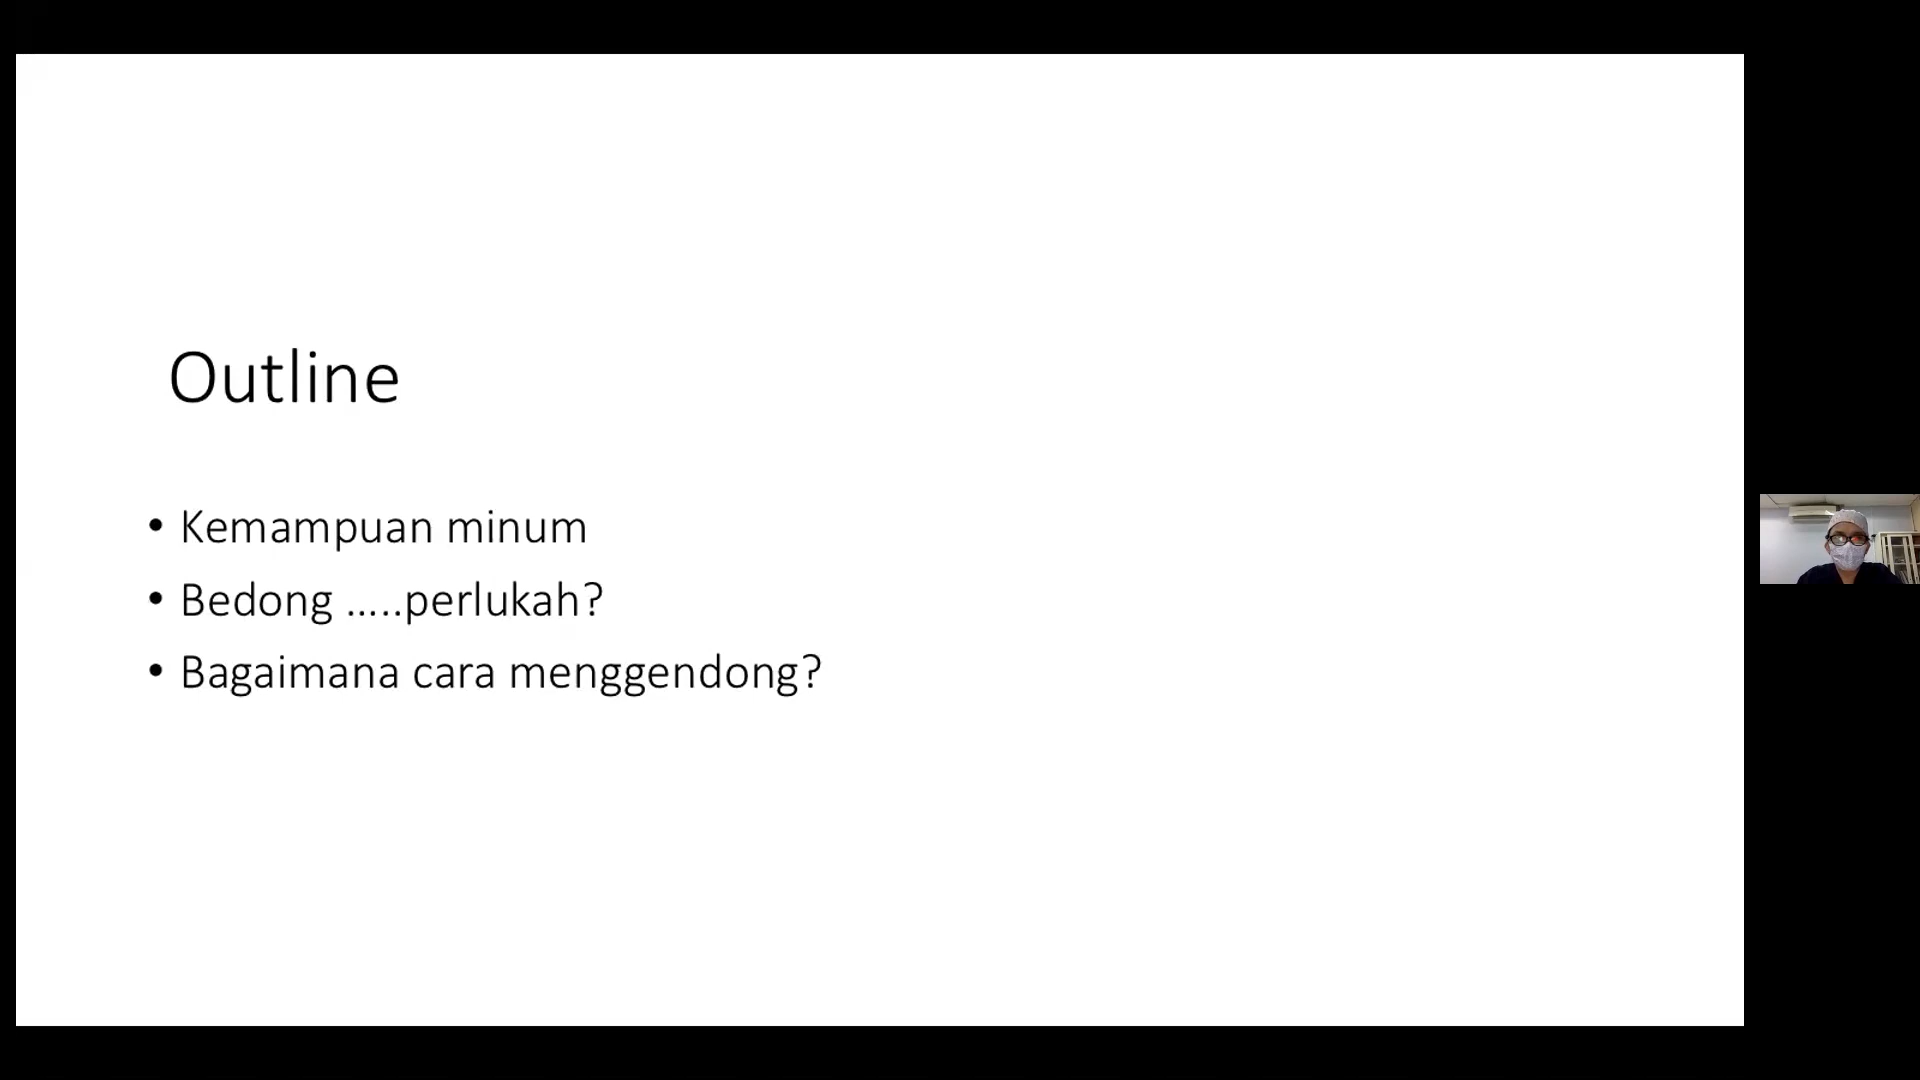 Outline
• Kemampuan minum
• Bedong .....perlukah?
• Bagaimana cara menggendong?